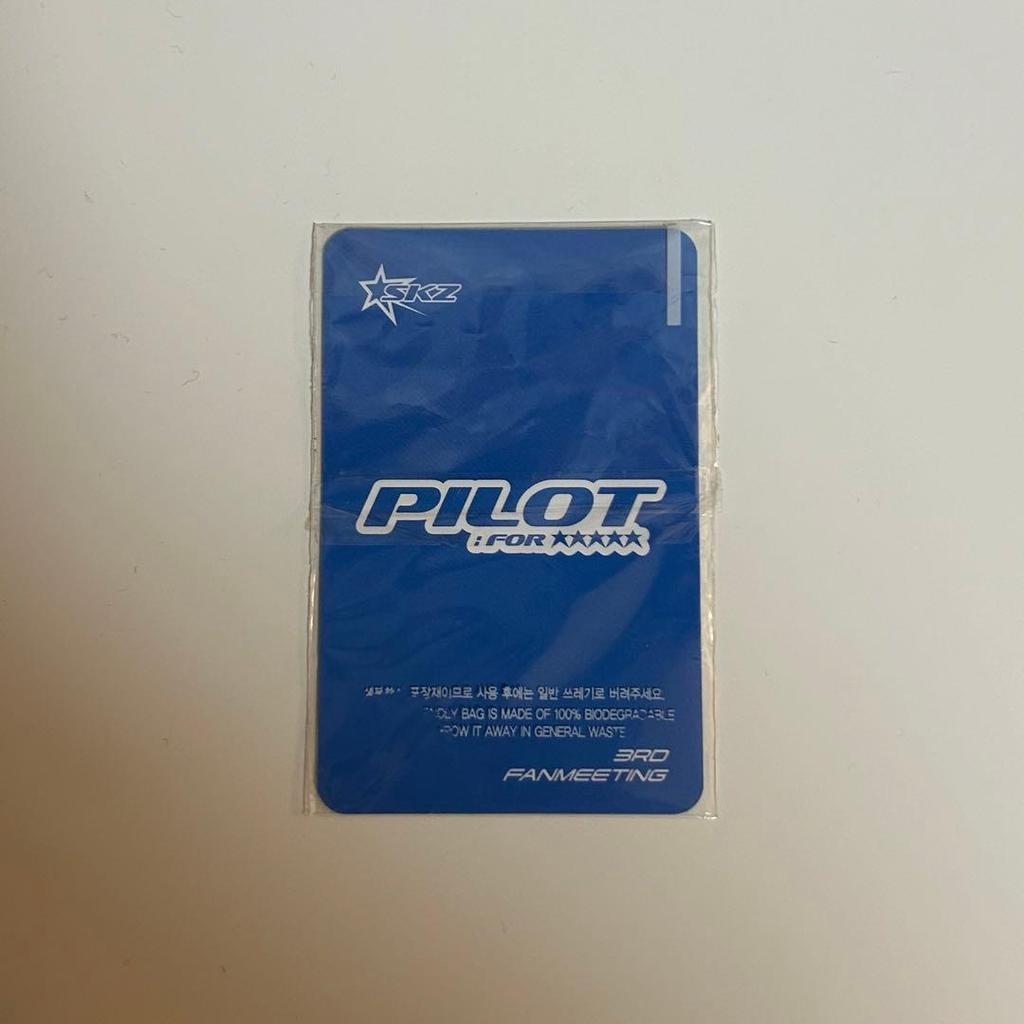 SKZ
PILOT
: FOR ★★★★★
포장재이므로 사용 후에는 일반 쓰레기로 버려주세요.
BAG IS MADE OF 100% BIODEGRADABLE
IT AWAY IN GENERAL WASTE
3RD
FANMEETING